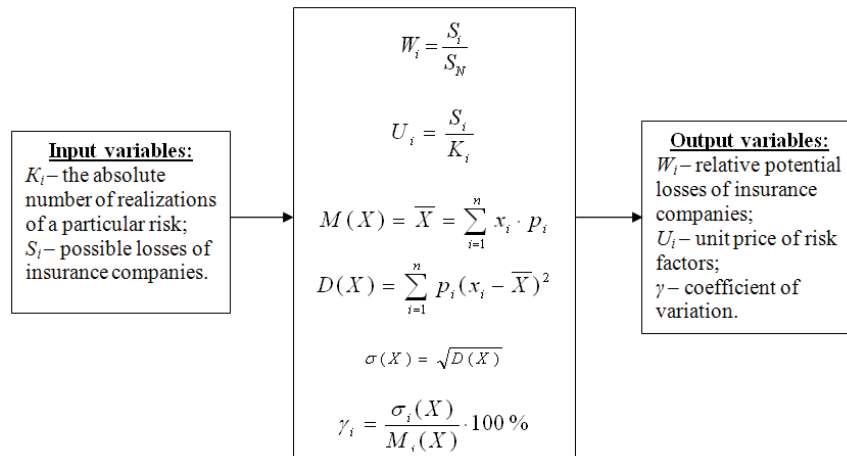 Input variables:
Kᵢ – the absolute
number of realizations
of a particular risk;
Sᵢ – possible losses of
insurance companies.
Wᵢ = Sᵢ / S_N
Uᵢ = Sᵢ / Kᵢ
M(X) = X̅ = ∑ᵢ₌₁ⁿ xᵢ · pᵢ
D(X) = ∑ᵢ₌₁ⁿ pᵢ(xᵢ − X̅)²
σ(X) = √D(X)
γᵢ = σᵢ(X) / Mᵢ(X) · 100 %
Output variables:
Wᵢ – relative potential
losses of insurance
companies;
Uᵢ – unit price of risk
factors;
γ – coefficient of
variation.